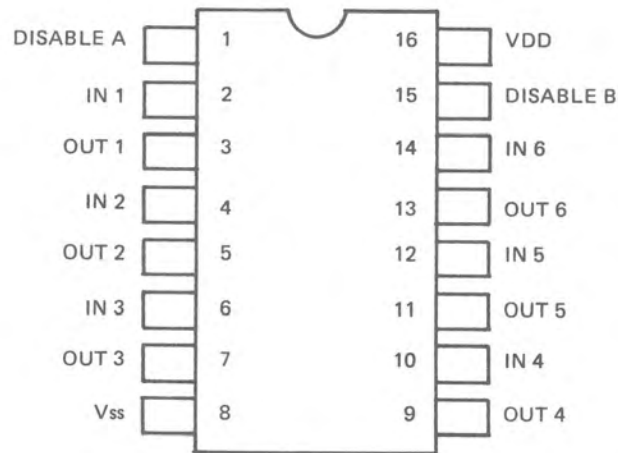 DISABLE A 1 16 VDD
IN 1 2 15 DISABLE B
OUT 1 3 14 IN 6
IN 2 4 13 OUT 6
OUT 2 5 12 IN 5
IN 3 6 11 OUT 5
OUT 3 7 10 IN 4
Vss 8 9 OUT 4